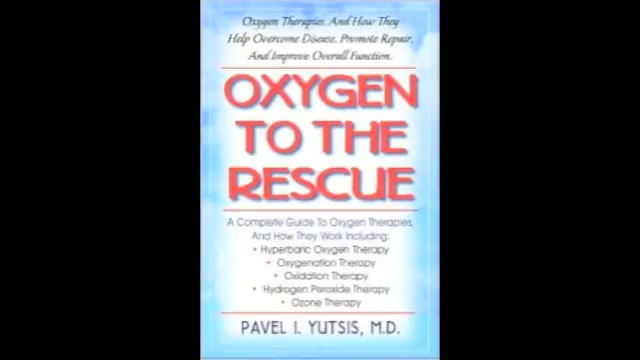 Oxygen Therapies, And How They
Help Overcome Disease, Promote Repair,
And Improve Overall Function.
OXYGEN
TO THE
RESCUE
A Complete Guide To Oxygen Therapies,
And How They Work Including:
• Hyperbaric Oxygen Therapy
• Oxygenation Therapy
• Oxidation Therapy
• Hydrogen Peroxide Therapy
• Ozone Therapy
PAVEL I. YUTSIS, M.D.